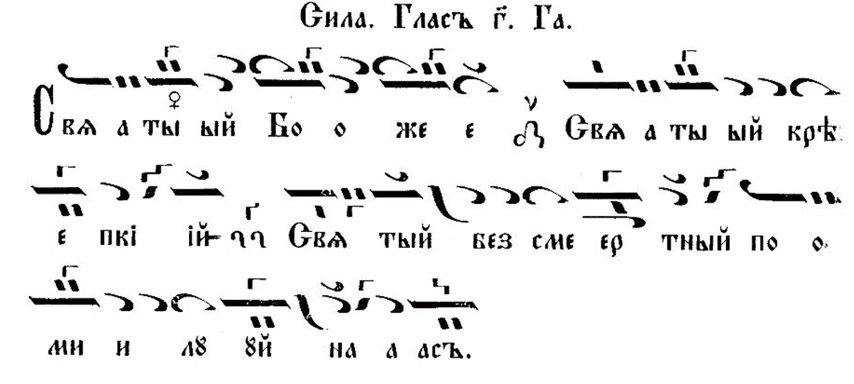 Сила. Гласъ г҃. Га.
Свѧ а ты ый Бо о же е Свѧ а ты ый крѣ
е пкі ій Свѧ тый без сме ер тный по о
ми и лꙋ ꙋй на а асъ.